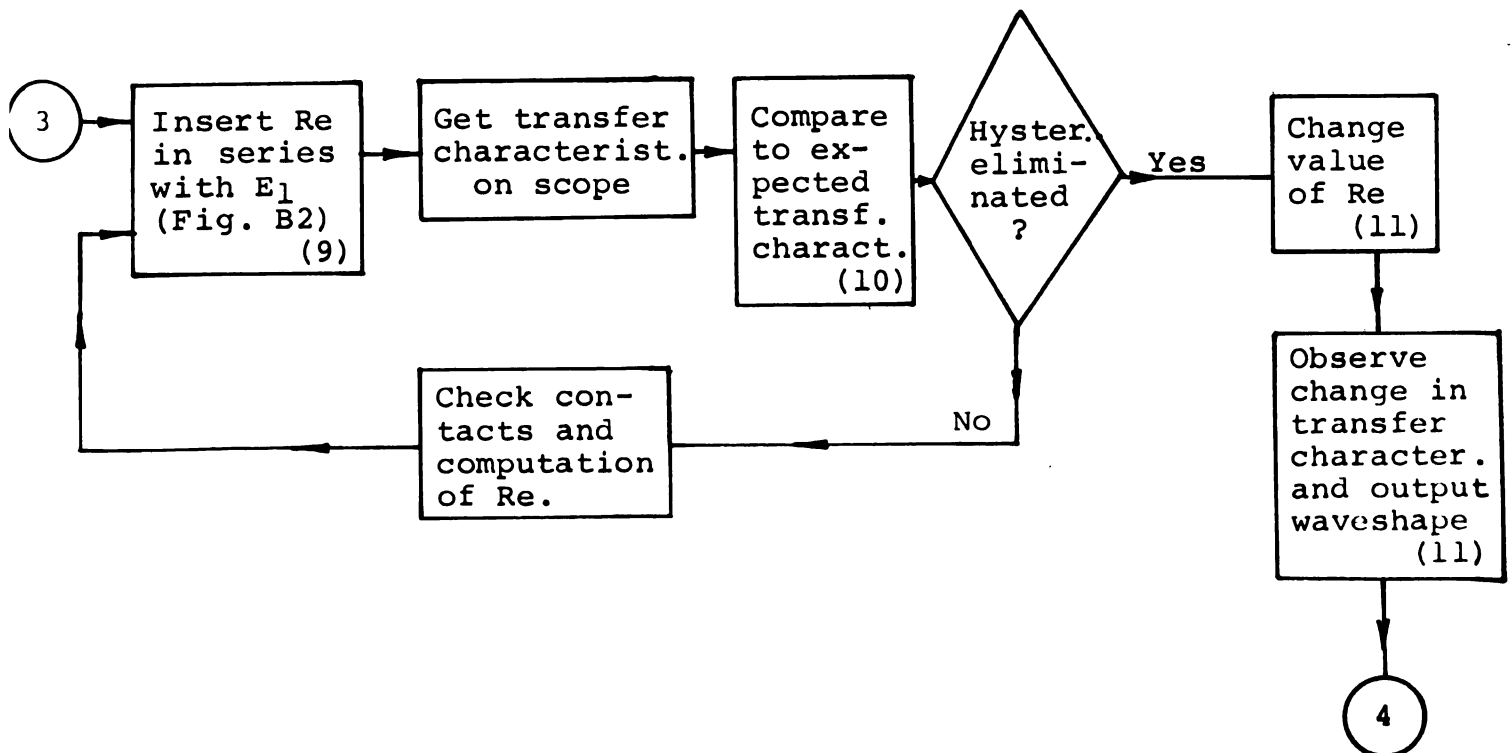 3
Insert Re
in series
with E1
(Fig. B2)
(9)
Get transfer
characterist.
on scope
Compare
to ex-
pected
transf.
charact.
(10)
Hyster.
elimi-
nated
?
Yes
Change
value
of Re
(11)
Observe
change in
transfer
character.
and output
waveshape
(11)
4
No
Check con-
tacts and
computation
of Re.